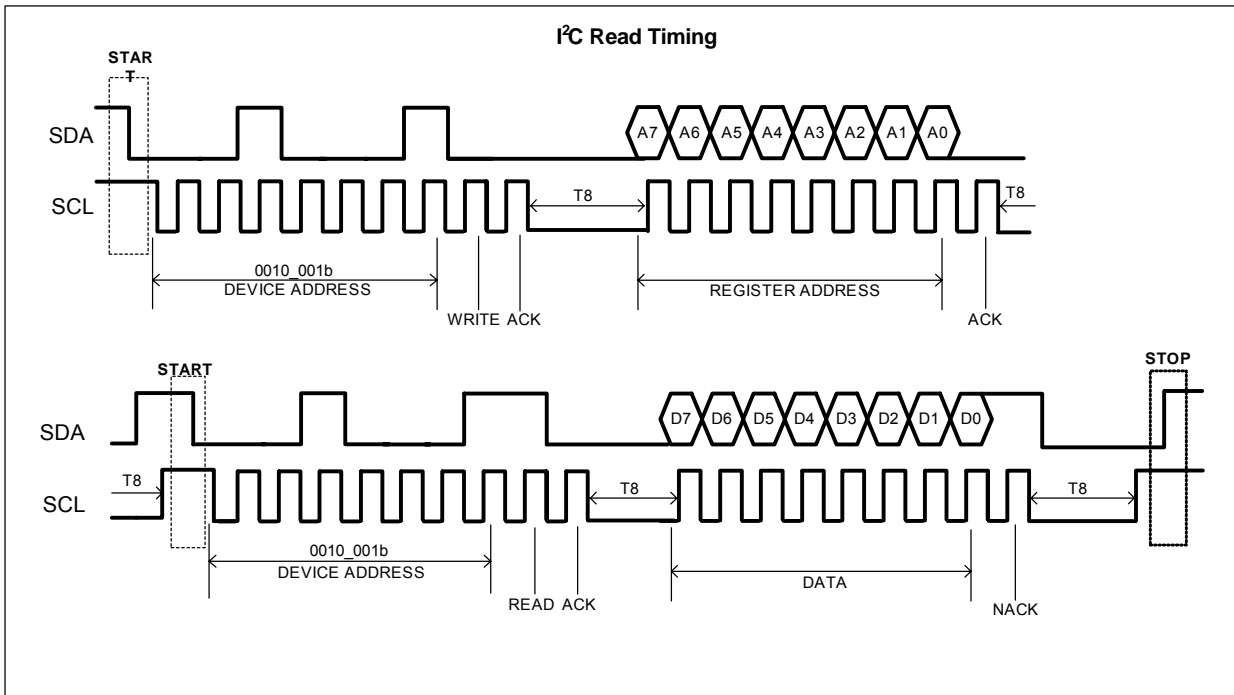 I²C Read Timing
STAR
T
SDA
A7 A6 A5 A4 A3 A2 A1 A0
SCL
T8
T8
0010_001b
DEVICE ADDRESS
REGISTER ADDRESS
WRITE ACK
ACK
START
STOP
SDA
D7 D6 D5 D4 D3 D2 D1 D0
T8
SCL
T8
T8
0010_001b
DEVICE ADDRESS
DATA
READ ACK
NACK